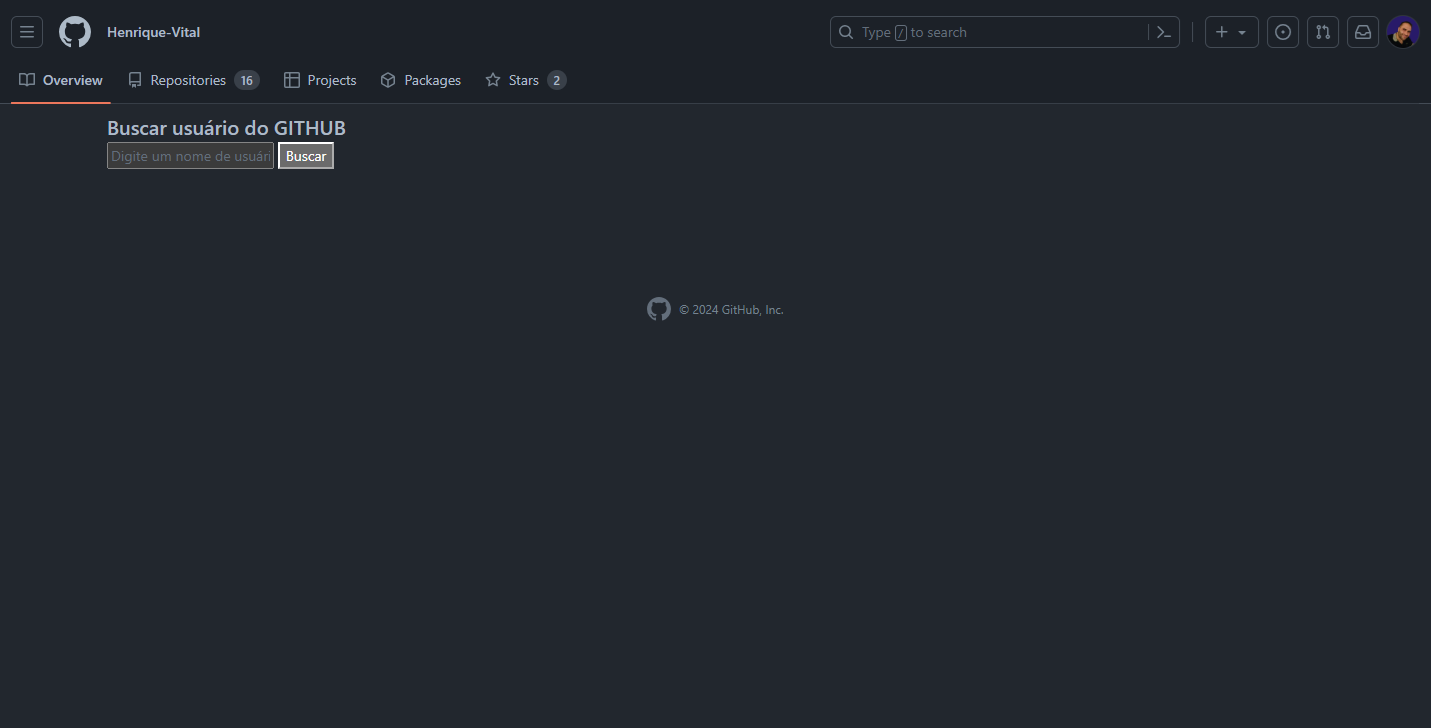 Henrique-Vital
Type / to search
Overview
Repositories 16
Projects
Packages
Stars 2
Buscar usuário do GITHUB
Digite um nome de usuári
Buscar
© 2024 GitHub, Inc.